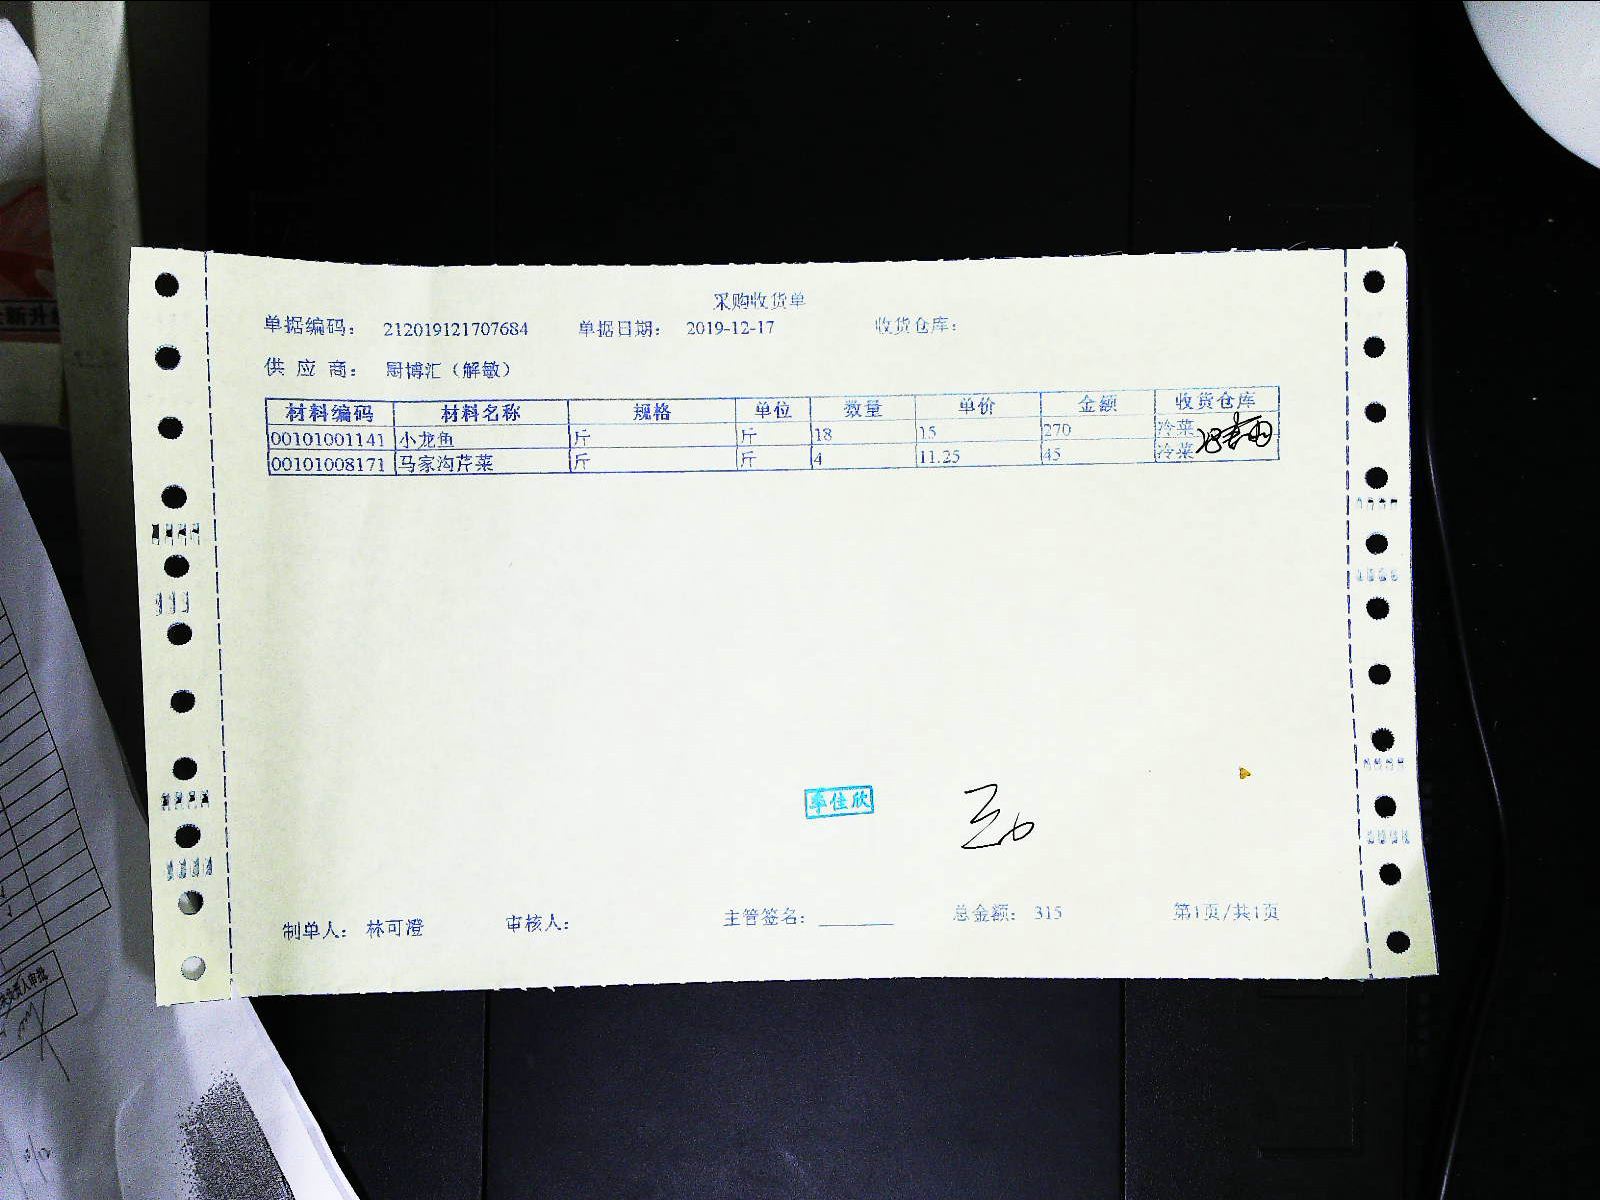 采购收货单
单据编码： 212019121707684 单据日期： 2019-12-17 收货仓库：
供 应 商： 厨博汇（解敏）
材料编码 材料名称 规格 单位 数量 单价 金额 收货仓库
00101001141 小龙鱼 斤 斤 18 15 270 冷菜
00101008171 马家沟芹菜 斤 斤 4 11.25 45 冷菜
李佳欣
制单人： 林可澄 审核人： 主管签名： ________ 总金额： 315 第1页/共1页